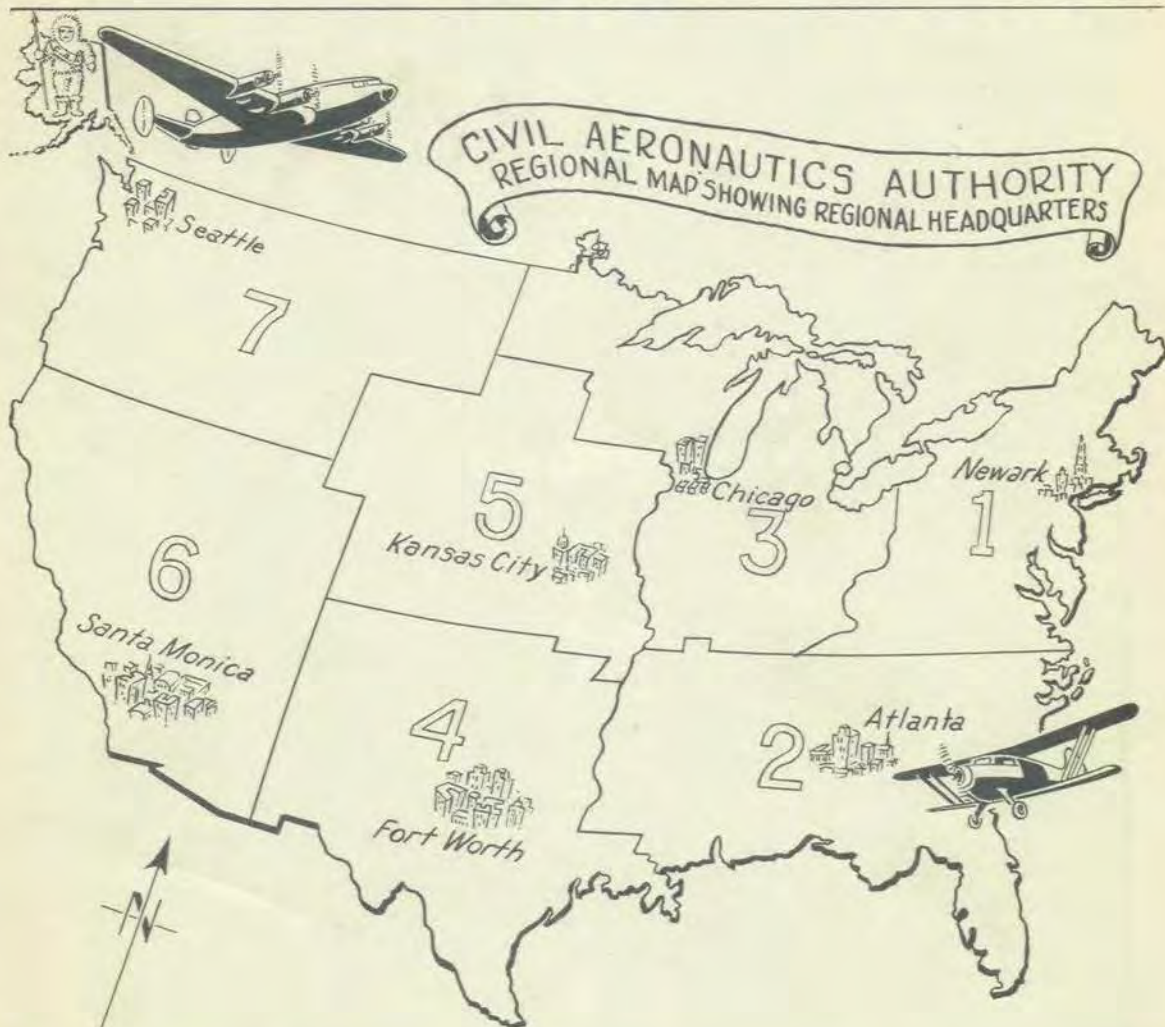 CIVIL AERONAUTICS AUTHORITY
REGIONAL MAP SHOWING REGIONAL HEADQUARTERS
Seattle
7
Newark
1
Chicago
3
5
Kansas City
6
Santa Monica
4
Fort Worth
Atlanta
2
N